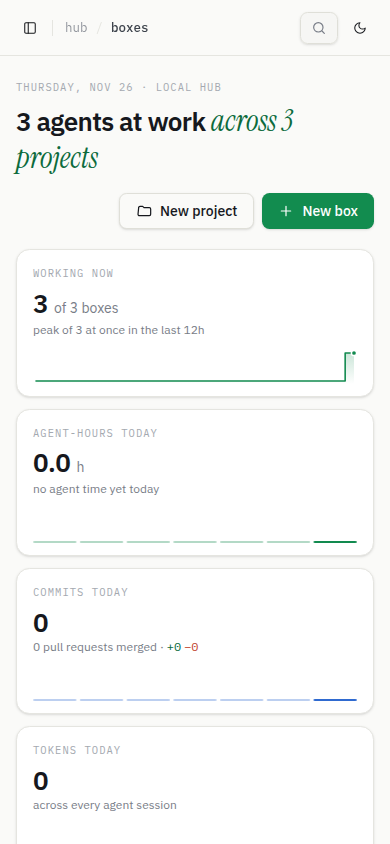 hub / boxes
THURSDAY, NOV 26 · LOCAL HUB
3 agents at work across 3
projects
New project
New box
WORKING NOW
3 of 3 boxes
peak of 3 at once in the last 12h
AGENT-HOURS TODAY
0.0 h
no agent time yet today
COMMITS TODAY
0
0 pull requests merged · +0 −0
TOKENS TODAY
0
across every agent session